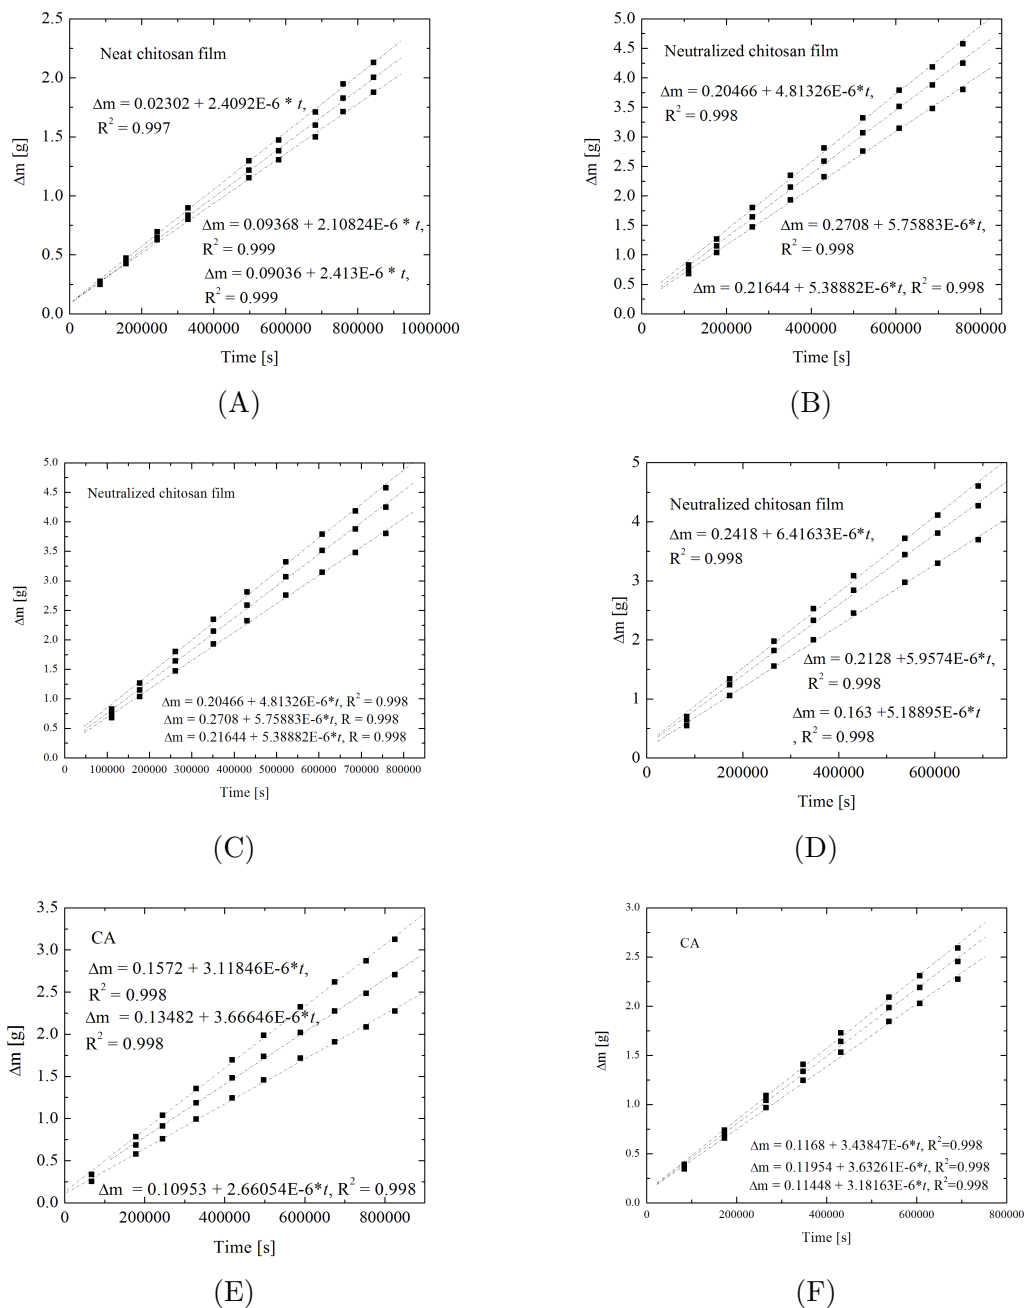 2.5
2.0
1.5
1.0
0.5
0.0
Δm [g]
Neat chitosan film
Δm = 0.02302 + 2.4092E-6 * t,
R² = 0.997
Δm = 0.09368 + 2.10824E-6 * t,
R² = 0.999
Δm = 0.09036 + 2.413E-6 * t,
R² = 0.999
0 200000 400000 600000 800000 1000000
Time [s]
(A)
5.0
4.5
4.0
3.5
3.0
2.5
2.0
1.5
1.0
0.5
0.0
Δm [g]
Neutralized chitosan film
Δm = 0.20466 + 4.81326E-6*t,
R² = 0.998
Δm = 0.2708 + 5.75883E-6*t,
R² = 0.998
Δm = 0.21644 + 5.38882E-6*t, R² = 0.998
0 200000 400000 600000 800000
Time [s]
(B)
5.0
4.5
4.0
3.5
3.0
2.5
2.0
1.5
1.0
0.5
0.0
Δm [g]
Neutralized chitosan film
Δm = 0.20466 + 4.81326E-6*t, R² = 0.998
Δm = 0.2708 + 5.75883E-6*t, R = 0.998
Δm = 0.21644 + 5.38882E-6*t, R = 0.998
0 100000 200000 300000 400000 500000 600000 700000 800000
Time [s]
(C)
5
4
3
2
1
0
Δm [g]
Neutralized chitosan film
Δm = 0.2418 + 6.41633E-6*t,
R² = 0.998
Δm = 0.2128 +5.9574E-6*t,
R² = 0.998
Δm = 0.163 +5.18895E-6*t
, R² = 0.998
0 200000 400000 600000
Time [s]
(D)
3.5
3.0
2.5
2.0
1.5
1.0
0.5
0.0
Δm [g]
CA
Δm = 0.1572 + 3.11846E-6*t,
R² = 0.998
Δm = 0.13482 + 3.66646E-6*t,
R² = 0.998
Δm = 0.10953 + 2.66054E-6*t, R² = 0.998
0 200000 400000 600000 800000
Time [s]
(E)
3.0
2.5
2.0
1.5
1.0
0.5
0.0
Δm [g]
CA
Δm = 0.1168 + 3.43847E-6*t, R²=0.998
Δm = 0.11954 + 3.63261E-6*t, R²=0.998
Δm = 0.11448 + 3.18163E-6*t, R²=0.998
0 200000 400000 600000 800000
Time [s]
(F)